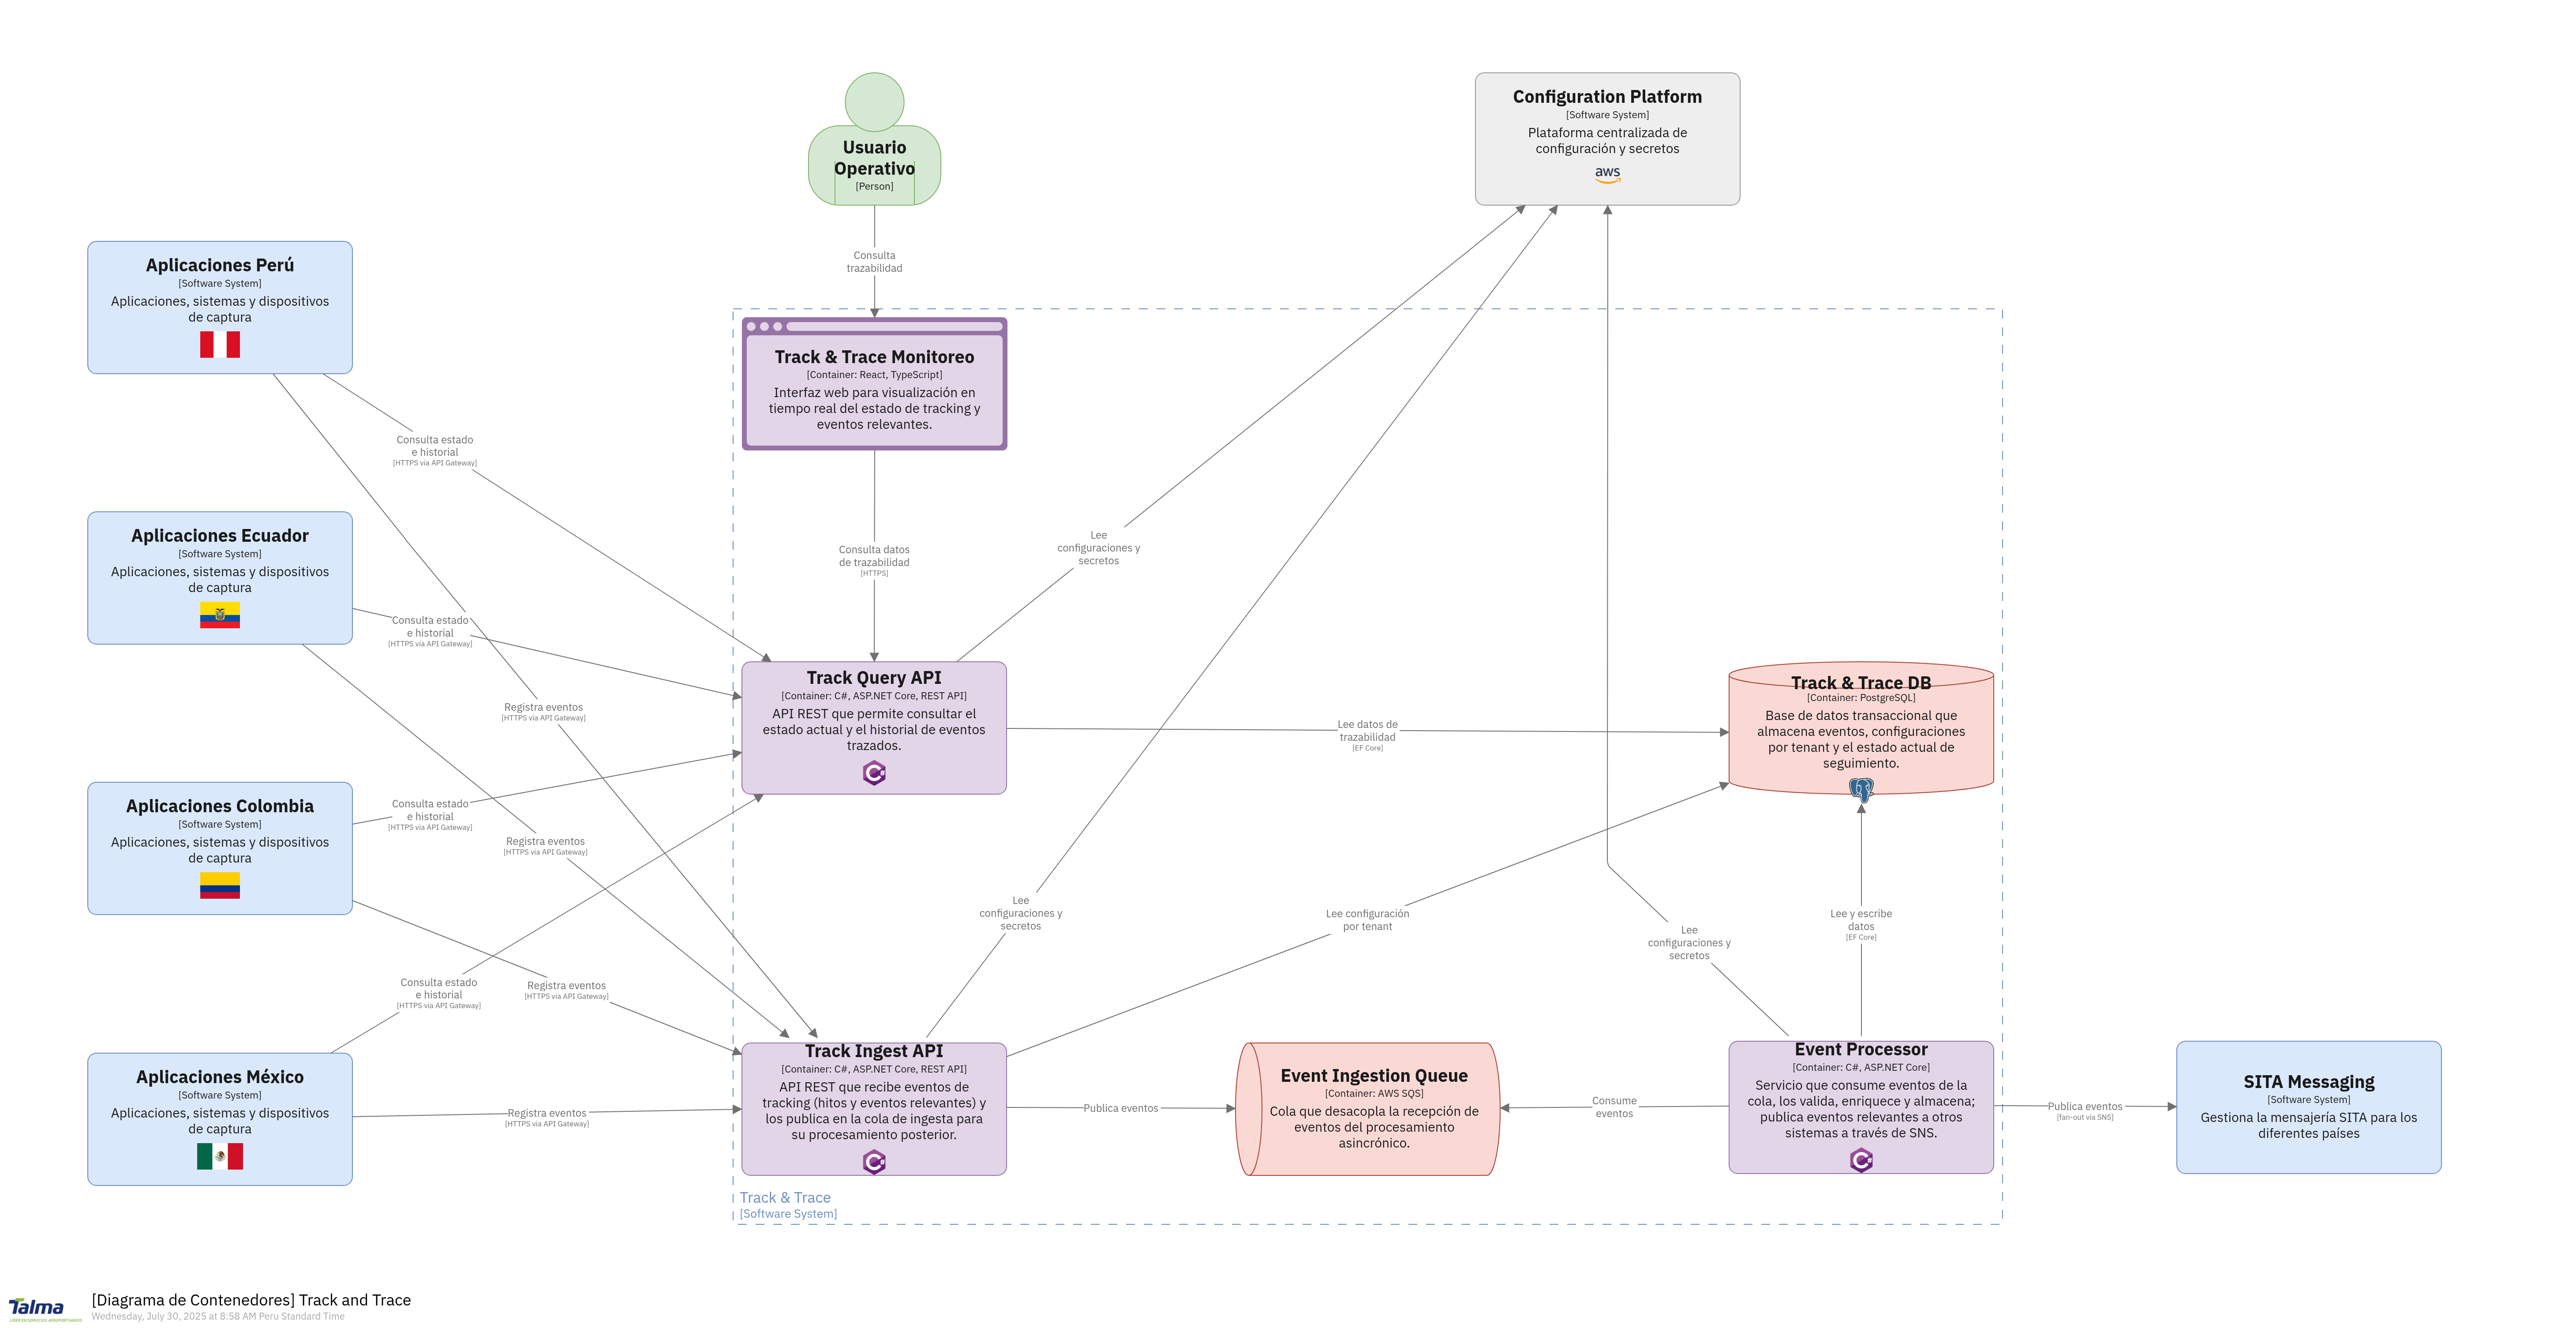 Usuario
Operativo
[Person]
Configuration Platform
[Software System]
Plataforma centralizada de
configuración y secretos
aws
Consulta
trazabilidad
Aplicaciones Perú
[Software System]
Aplicaciones, sistemas y dispositivos
de captura
Track & Trace Monitoreo
[Container: React, TypeScript]
Interfaz web para visualización en
tiempo real del estado de tracking y
eventos relevantes.
Consulta estado
e historial
[HTTPS via API Gateway]
Consulta datos
de trazabilidad
[HTTPS]
Lee
configuraciones y
secretos
Aplicaciones Ecuador
[Software System]
Aplicaciones, sistemas y dispositivos
de captura
Consulta estado
e historial
[HTTPS via API Gateway]
Registra eventos
[HTTPS via API Gateway]
Track Query API
[Container: C#, ASP.NET Core, REST API]
API REST que permite consultar el
estado actual y el historial de eventos
trazados.
Lee datos de
trazabilidad
[EF Core]
Track & Trace DB
[Container: PostgreSQL]
Base de datos transaccional que
almacena eventos, configuraciones
por tenant y el estado actual de
seguimiento.
Aplicaciones Colombia
[Software System]
Aplicaciones, sistemas y dispositivos
de captura
Consulta estado
e historial
[HTTPS via API Gateway]
Registra eventos
[HTTPS via API Gateway]
Lee
configuraciones y
secretos
Lee configuración
por tenant
Lee
configuraciones y
secretos
Lee y escribe
datos
[EF Core]
Consulta estado
e historial
[HTTPS via API Gateway]
Registra eventos
[HTTPS via API Gateway]
Aplicaciones México
[Software System]
Aplicaciones, sistemas y dispositivos
de captura
Registra eventos
[HTTPS via API Gateway]
Track Ingest API
[Container: C#, ASP.NET Core, REST API]
API REST que recibe eventos de
tracking (hitos y eventos relevantes) y
los publica en la cola de ingesta para
su procesamiento posterior.
Publica eventos
Event Ingestion Queue
[Container: AWS SQS]
Cola que desacopla la recepción de
eventos del procesamiento
asincrónico.
Consume
eventos
Event Processor
[Container: C#, ASP.NET Core]
Servicio que consume eventos de la
cola, los valida, enriquece y almacena;
publica eventos relevantes a otros
sistemas a través de SNS.
Publica eventos
[fan-out via SNS]
SITA Messaging
[Software System]
Gestiona la mensajería SITA para los
diferentes países
Track & Trace
[Software System]
Talma
LÍDER EN SERVICIOS AEROPORTUARIOS
[Diagrama de Contenedores] Track and Trace
Wednesday, July 30, 2025 at 8:58 AM Peru Standard Time